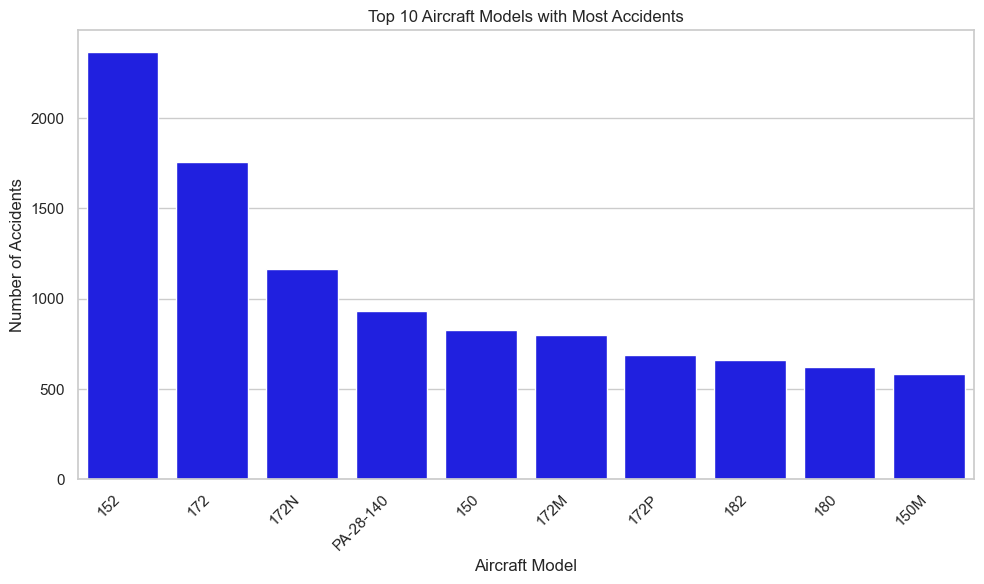 Top 10 Aircraft Models with Most Accidents
Number of Accidents
2000
1500
1000
500
0
152
172
172N
PA-28-140
150
172M
172P
182
180
150M
Aircraft Model